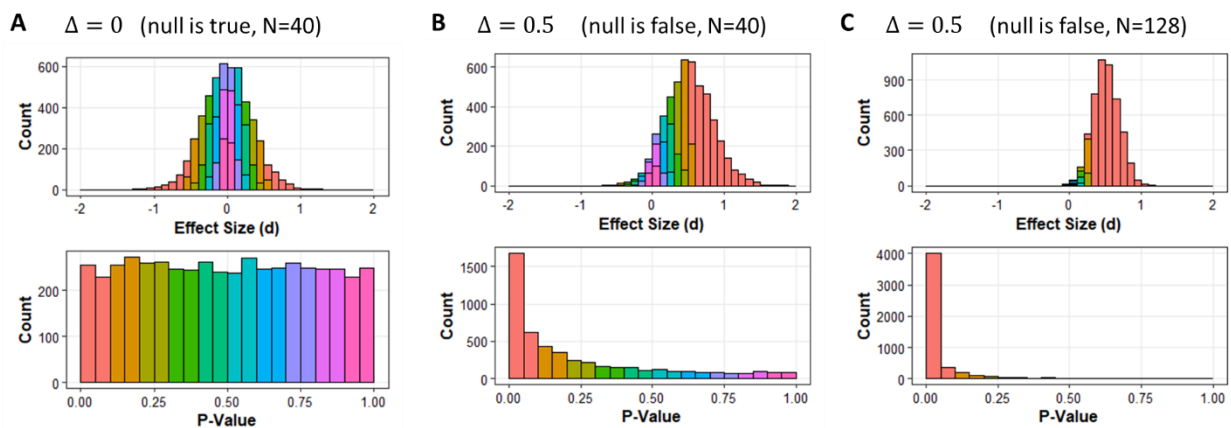 A Δ = 0 (null is true, N=40)
600
400
200
0
Count
-2 -1 0 1 2
Effect Size (d)
200
100
0
Count
0.00 0.25 0.50 0.75 1.00
P-Value
B Δ = 0.5 (null is false, N=40)
600
400
200
0
Count
-2 -1 0 1 2
Effect Size (d)
1500
1000
500
0
Count
0.00 0.25 0.50 0.75 1.00
P-Value
C Δ = 0.5 (null is false, N=128)
900
600
300
0
Count
-2 -1 0 1 2
Effect Size (d)
4000
3000
2000
1000
0
Count
0.00 0.25 0.50 0.75 1.00
P-Value